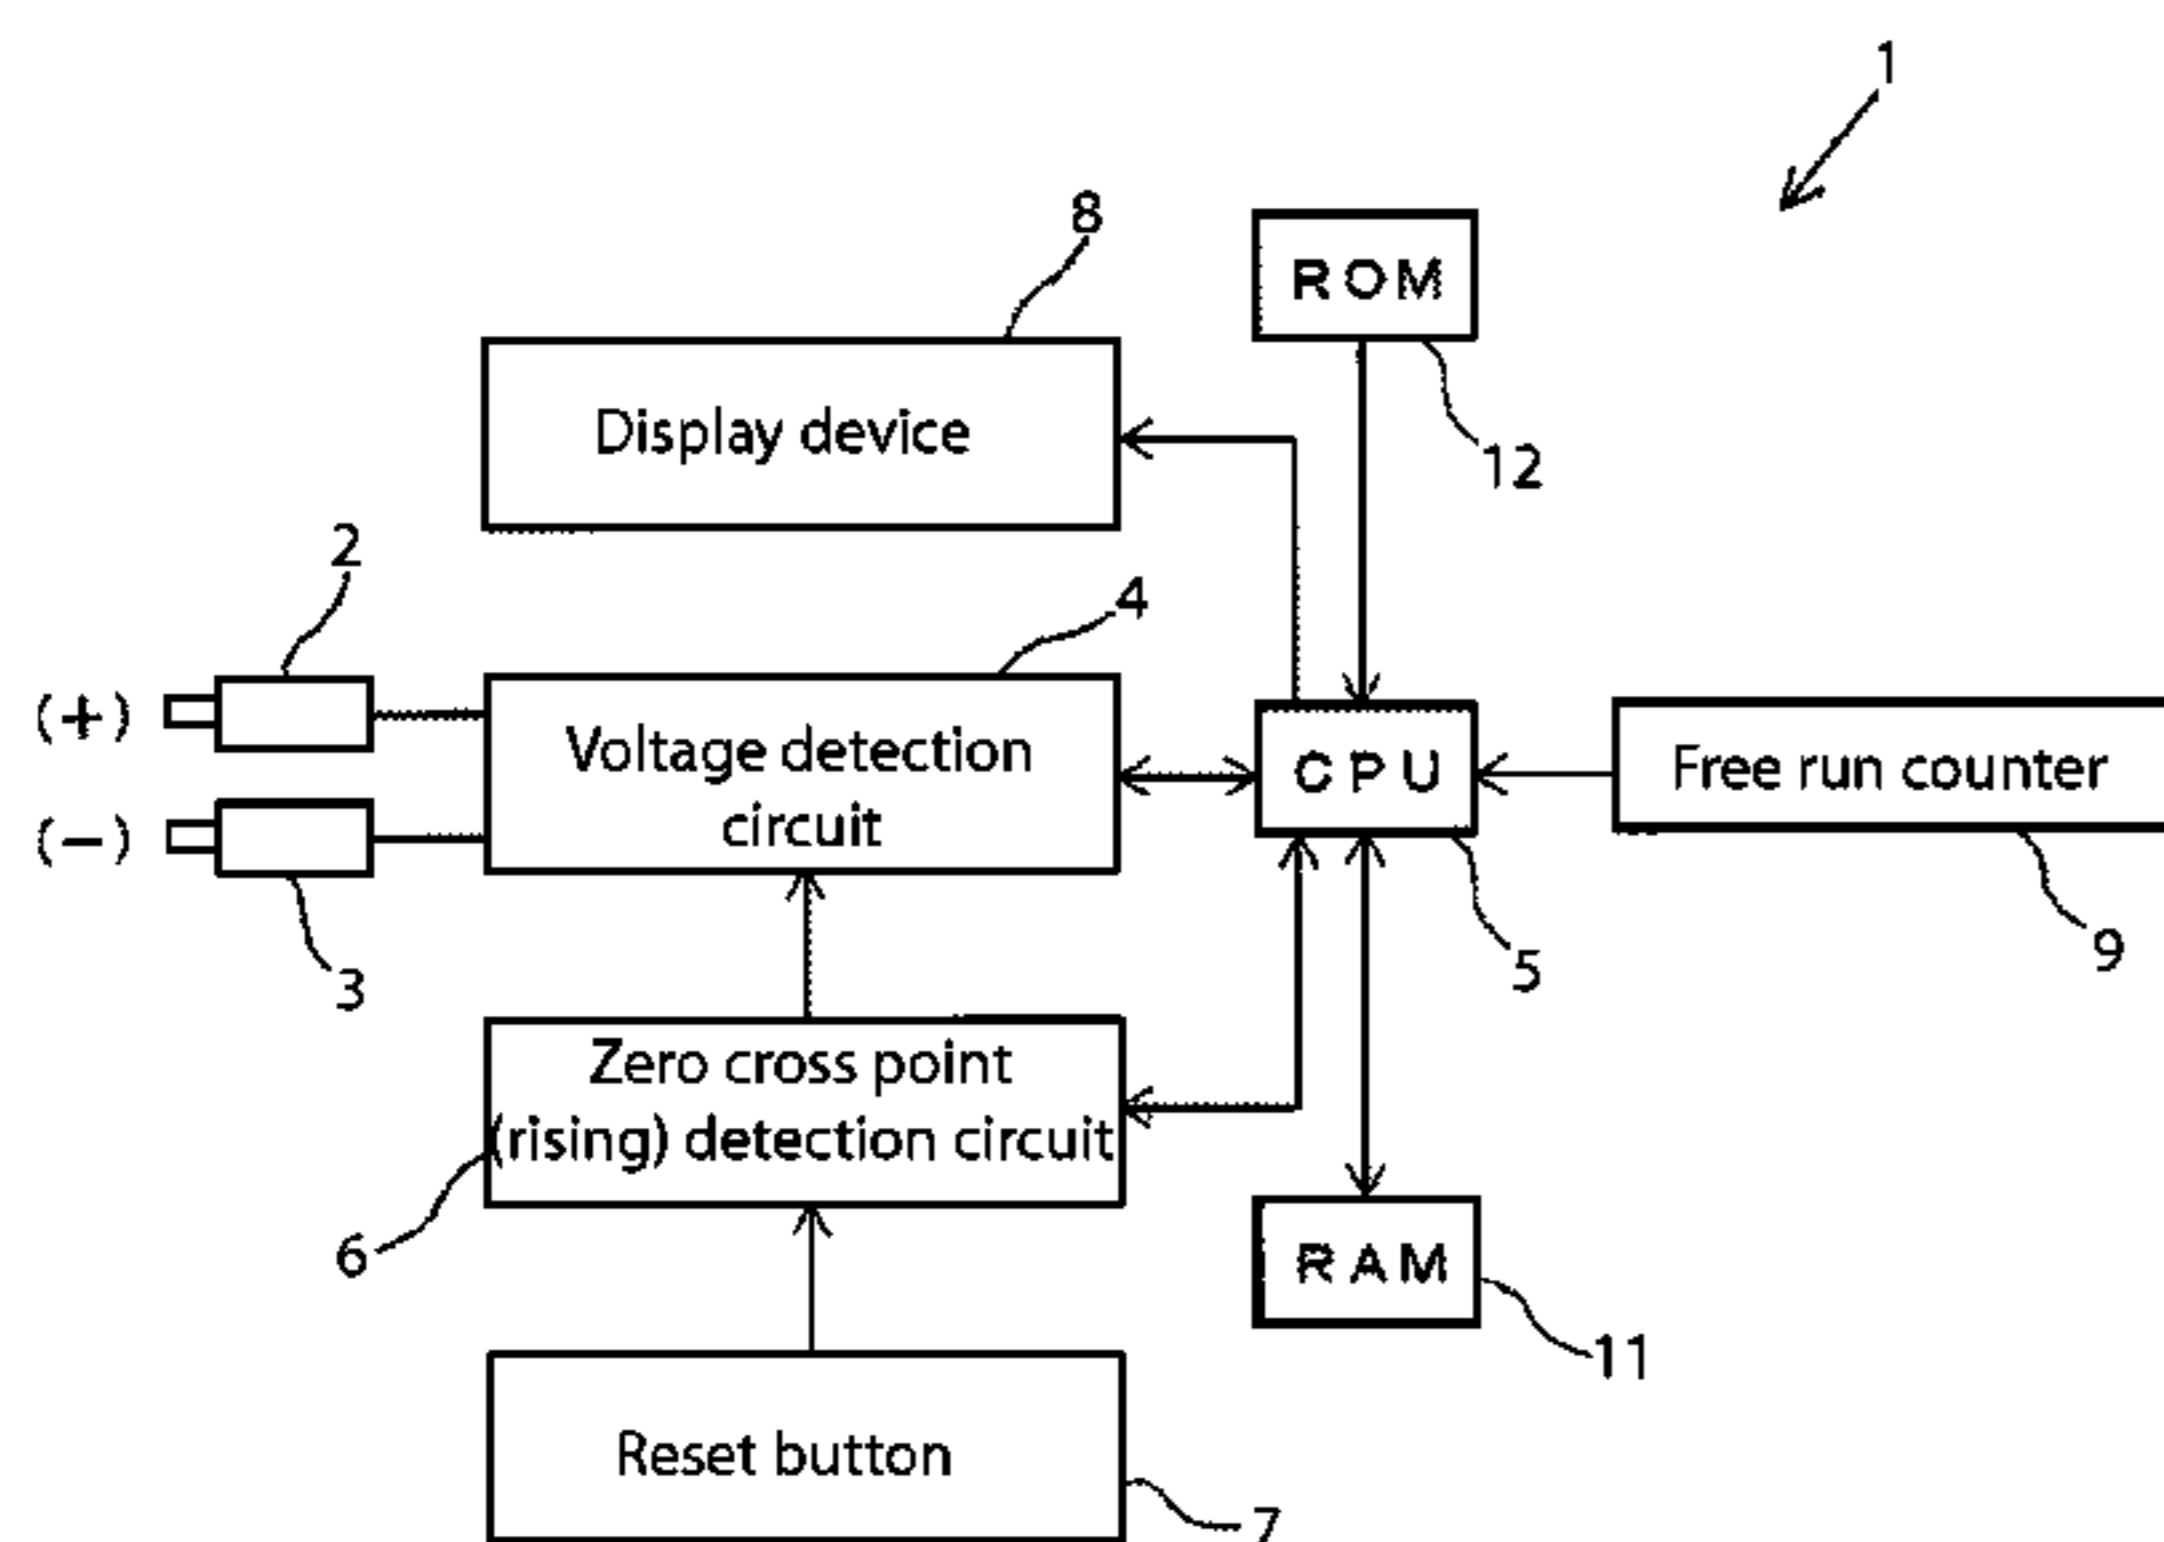 1
8
ROM
Display device
12
2
4
(+)
Voltage detection
circuit
CPU
Free run counter
(−)
3
5
9
Zero cross point
(rising) detection circuit
6
RAM
11
Reset button
7